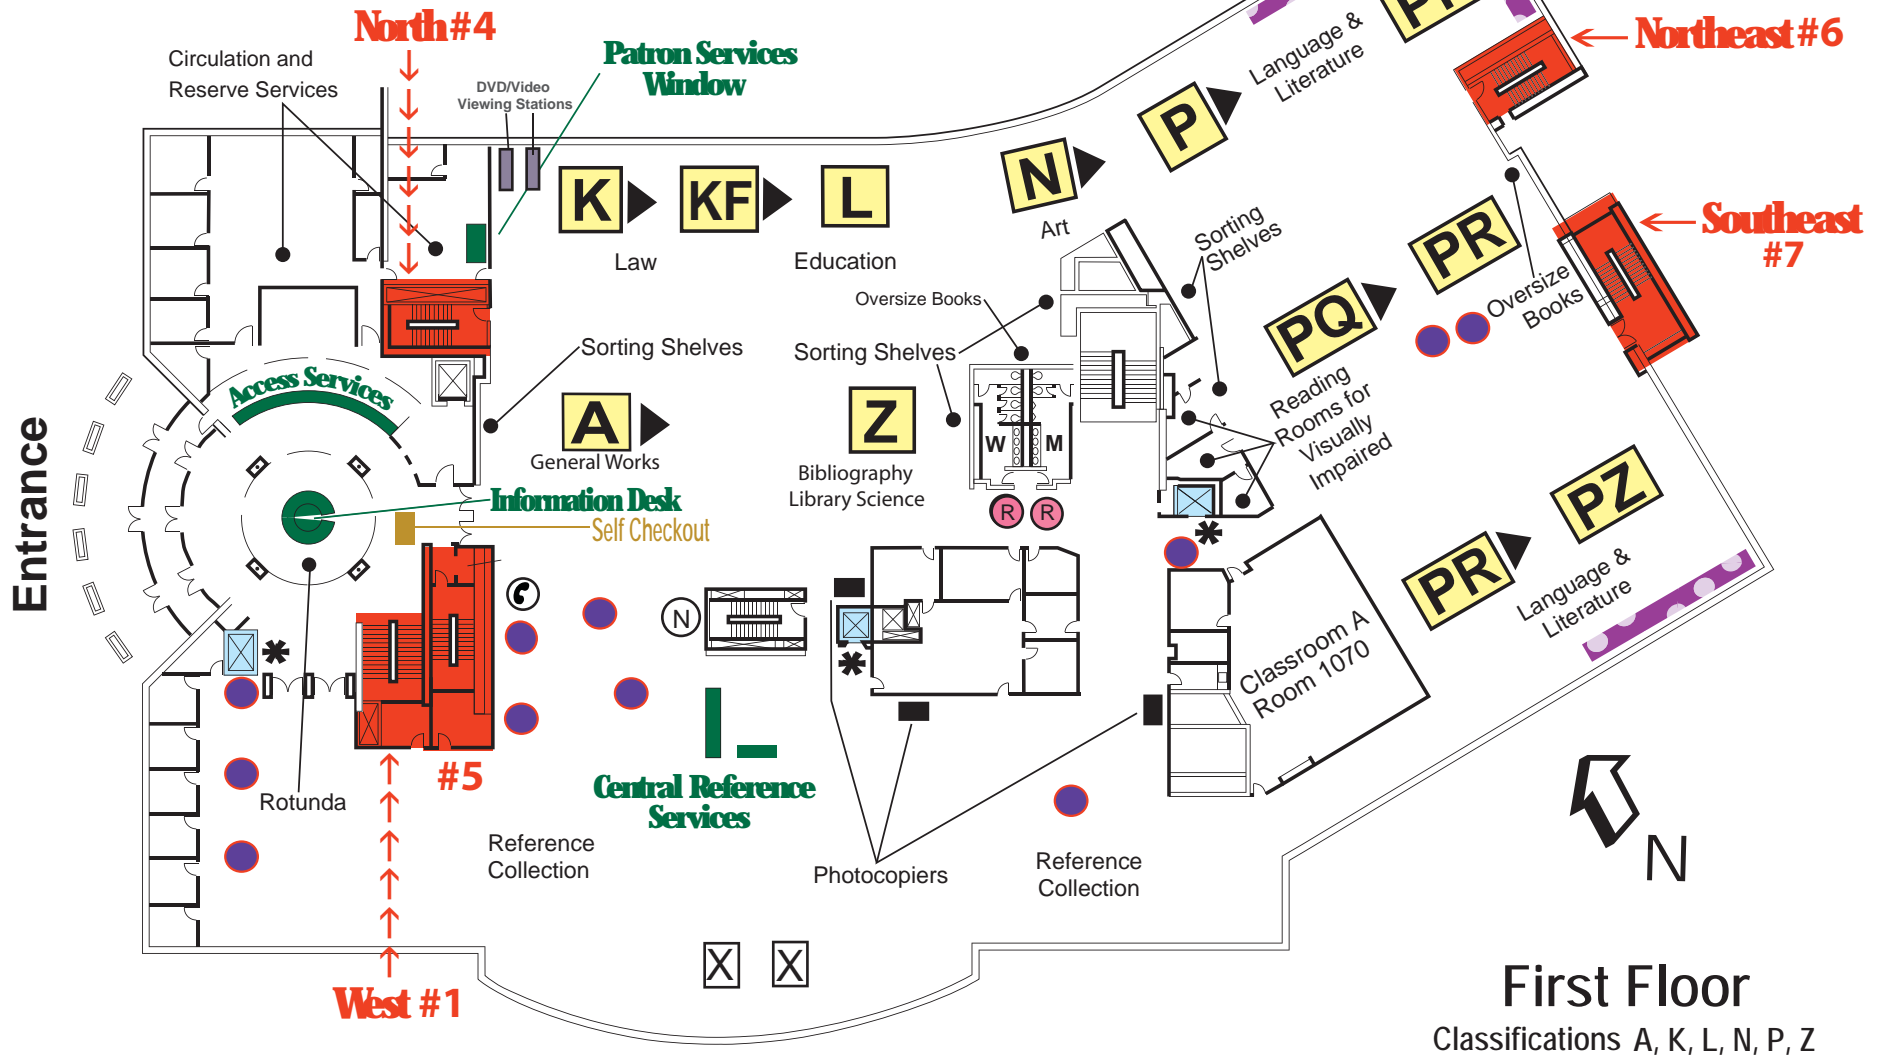 North #4
Circulation and
Reserve Services
Patron Services
Window
DVD/Video
Viewing Stations
Language &
Literature
Northeast #6
P
N
Art
K
KF
L
Law
Education
Sorting
Shelves
PR
Southeast
#7
Oversize
Books
PQ
Oversize Books
Sorting Shelves
Sorting Shelves
Access Services
A
General Works
Z
Bibliography
Library Science
W
M
Reading
Rooms for
Visually
Impaired
Entrance
Information Desk
Self Checkout
R
R
PZ
PR
Language &
Literature
N
Classroom A
Room 1070
#5
Rotunda
Central Reference
Services
Reference
Collection
Photocopiers
Reference
Collection
N
X
X
West #1
First Floor
Classifications A, K, L, N, P, Z